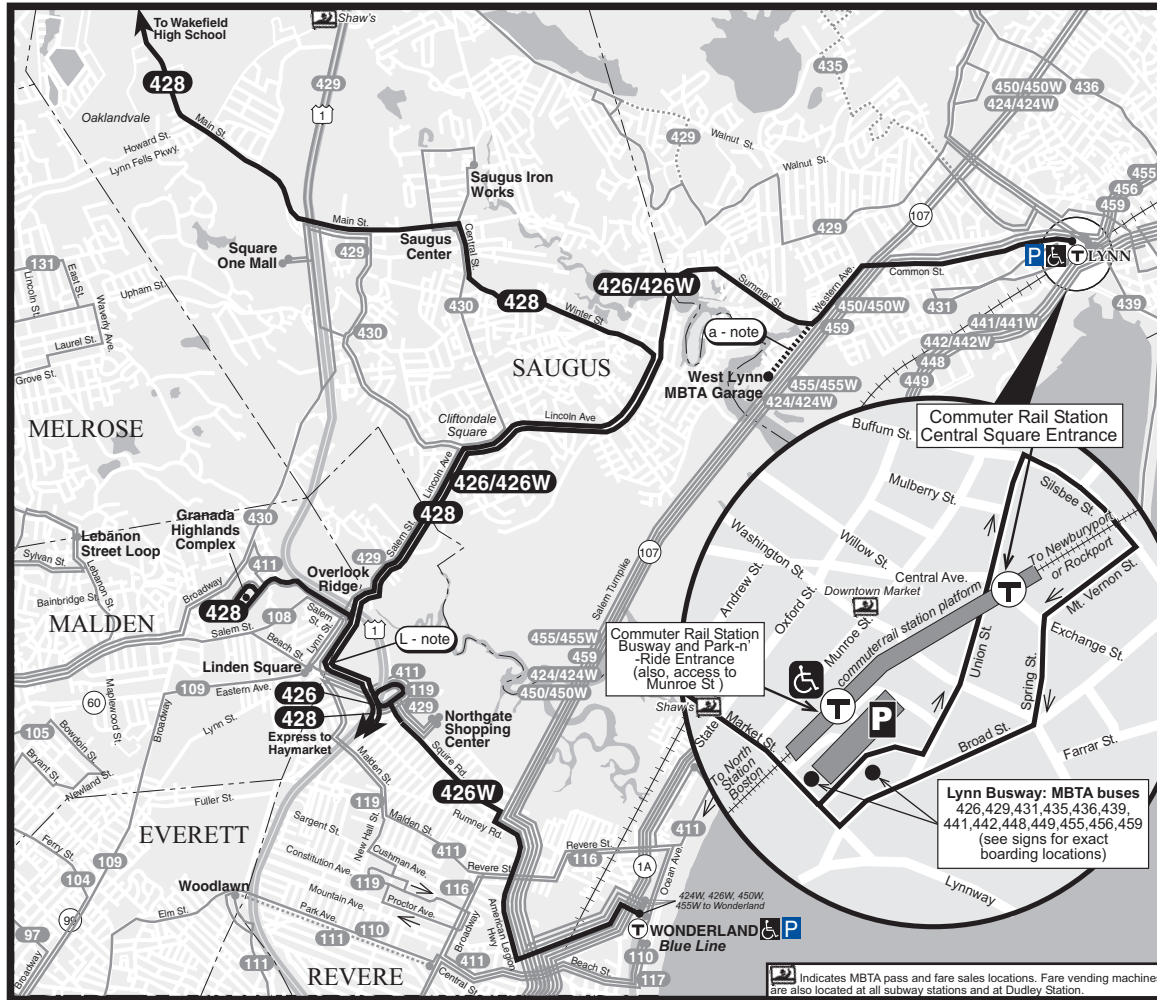 To Wakefield
High School
Shaw's
428
429
1
435
450/450W
436
424/424W
Oaklandvale
Main St.
Howard St.
Lynn Fells Pkwy.
429
Walnut St.
Walnut St.
455
456
459
Saugus Iron
Works
107
Main St.
429
Saugus
Center
Central St.
429
Square
One Mall
P
T LYNN
Common St.
131
East St.
Lincoln St.
Waverly Ave.
Upham St.
426/426W
Summer St.
Western Ave.
450/450W
431
439
430
428
Winter St.
a - note
459
441/441W
442/442W
448
449
430
Laurel St.
Grove St.
SAUGUS
West Lynn
MBTA Garage
455/455W
424/424W
MELROSE
Cliftondale
Square
Lincoln Ave
Commuter Rail Station
Central Square Entrance
Buffum St.
Lincoln Ave
426/426W
428
Salem St.
Mulberry St.
Silsbee St.
Granada
Highlands
Complex
430
Lebanon
Street Loop
Sylvan St.
Lebanon St.
411
429
Overlook
Ridge
107
Salem Turnpike
Washington St.
Willow St.
Andrew St.
Oxford St.
Central Ave.
To Newburyport
or Rockport
Downtown Market
T
Mt. Vernon St.
Bainbridge St.
Broadway
428
108
Salem St.
Lynn St.
MALDEN
Salem St.
Beach St.
1
L - note
455/455W
459
424/424W
450/450W
Commuter Rail Station
Busway and Park-n'
-Ride Entrance
(also, access to
Munroe St )
Munroe St.
commuter rail station platform
Union St.
Exchange St.
Spring St.
Linden Square
109
Eastern Ave.
426
428
Express to
Haymarket
411
119
429
Northgate
Shopping
Center
T
P
Shaw's
Market St.
State
Broad St.
Farrar St.
60
Maplewood St.
Broadway
Lynn St.
105
Bowdoin St.
Bryant St.
Newland St.
Malden St.
Squire Rd.
To North
Station
Boston
Lynn Busway: MBTA buses
426,429,431,435,436,439,
441,442,448,449,455,456,459
(see signs for exact
boarding locations)
426W
Fuller St.
119
Rumney Rd.
Sargent St.
New Hall St.
Malden St.
411
EVERETT
Ferry St.
109
104
Constitution Ave.
Cushman Ave.
Revere St.
Revere St.
116
411
1A
Ocean Ave.
Lynnway
119
116
Woodlawn
Mountain Ave.
Proctor Ave.
424W, 426W, 450W,
455W to Wonderland
99
Elm St.
Park Ave.
110
111
Broadway
American Legion
Hwy
T WONDERLAND P
Blue Line
97
Broadway
111
411
110
117
Beach St.
REVERE
Central St.
Indicates MBTA pass and fare sales locations. Fare vending machines
are also located at all subway stations and at Dudley Station.